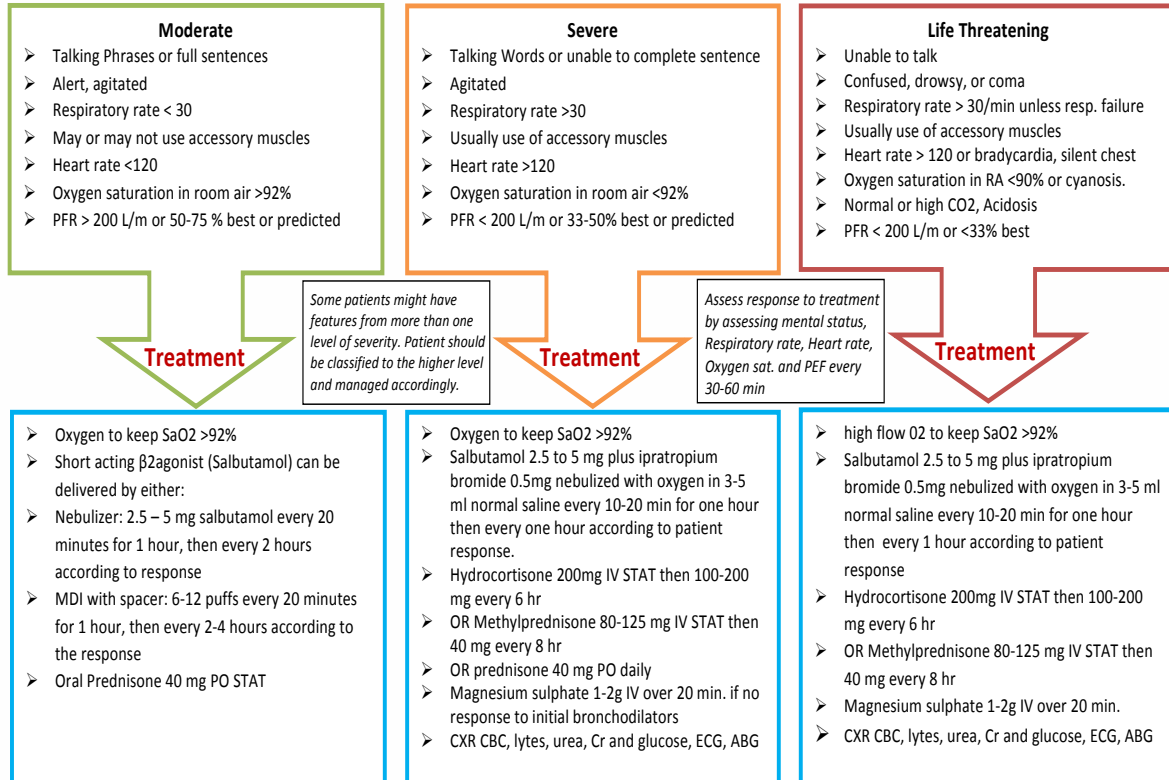 Moderate
➢ Talking Phrases or full sentences
➢ Alert, agitated
➢ Respiratory rate < 30
➢ May or may not use accessory muscles
➢ Heart rate <120
➢ Oxygen saturation in room air >92%
➢ PFR > 200 L/m or 50-75 % best or predicted
Severe
➢ Talking Words or unable to complete sentence
➢ Agitated
➢ Respiratory rate >30
➢ Usually use of accessory muscles
➢ Heart rate >120
➢ Oxygen saturation in room air <92%
➢ PFR < 200 L/m or 33-50% best or predicted
Life Threatening
➢ Unable to talk
➢ Confused, drowsy, or coma
➢ Respiratory rate > 30/min unless resp. failure
➢ Usually use of accessory muscles
➢ Heart rate > 120 or bradycardia, silent chest
➢ Oxygen saturation in RA <90% or cyanosis.
➢ Normal or high CO2, Acidosis
➢ PFR < 200 L/m or <33% best
Treatment
Some patients might have
features from more than one
level of severity. Patient should
be classified to the higher level
and managed accordingly.
Treatment
Assess response to treatment
by assessing mental status,
Respiratory rate, Heart rate,
Oxygen sat. and PEF every
30-60 min
Treatment
➢ Oxygen to keep SaO2 >92%
➢ Short acting β2agonist (Salbutamol) can be
delivered by either:
➢ Nebulizer: 2.5 – 5 mg salbutamol every 20
minutes for 1 hour, then every 2 hours
according to response
➢ MDI with spacer: 6-12 puffs every 20 minutes
for 1 hour, then every 2-4 hours according to
the response
➢ Oral Prednisone 40 mg PO STAT
➢ Oxygen to keep SaO2 >92%
➢ Salbutamol 2.5 to 5 mg plus ipratropium
bromide 0.5mg nebulized with oxygen in 3-5
ml normal saline every 10-20 min for one hour
then every one hour according to patient
response.
➢ Hydrocortisone 200mg IV STAT then 100-200
mg every 6 hr
➢ OR Methylprednisone 80-125 mg IV STAT then
40 mg every 8 hr
➢ OR prednisone 40 mg PO daily
➢ Magnesium sulphate 1-2g IV over 20 min. if no
response to initial bronchodilators
➢ CXR CBC, lytes, urea, Cr and glucose, ECG, ABG
➢ high flow 02 to keep SaO2 >92%
➢ Salbutamol 2.5 to 5 mg plus ipratropium
bromide 0.5mg nebulized with oxygen in 3-5 ml
normal saline every 10-20 min for one hour
then every 1 hour according to patient
response
➢ Hydrocortisone 200mg IV STAT then 100-200
mg every 6 hr
➢ OR Methylprednisone 80-125 mg IV STAT then
40 mg every 8 hr
➢ Magnesium sulphate 1-2g IV over 20 min.
➢ CXR CBC, lytes, urea, Cr and glucose, ECG, ABG